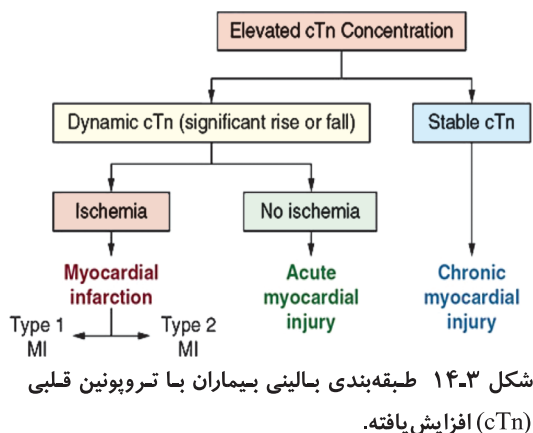 Elevated cTn Concentration
Dynamic cTn (significant rise or fall)
Stable cTn
Ischemia
No ischemia
Myocardial
infarction
Acute
myocardial
injury
Chronic
myocardial
injury
Type 1
MI
Type 2
MI
شکل ۳ـ۱۴ طبقه‌بندی بالینی بیماران با تروپونین قلبی
(cTn) افزایش‌یافته.